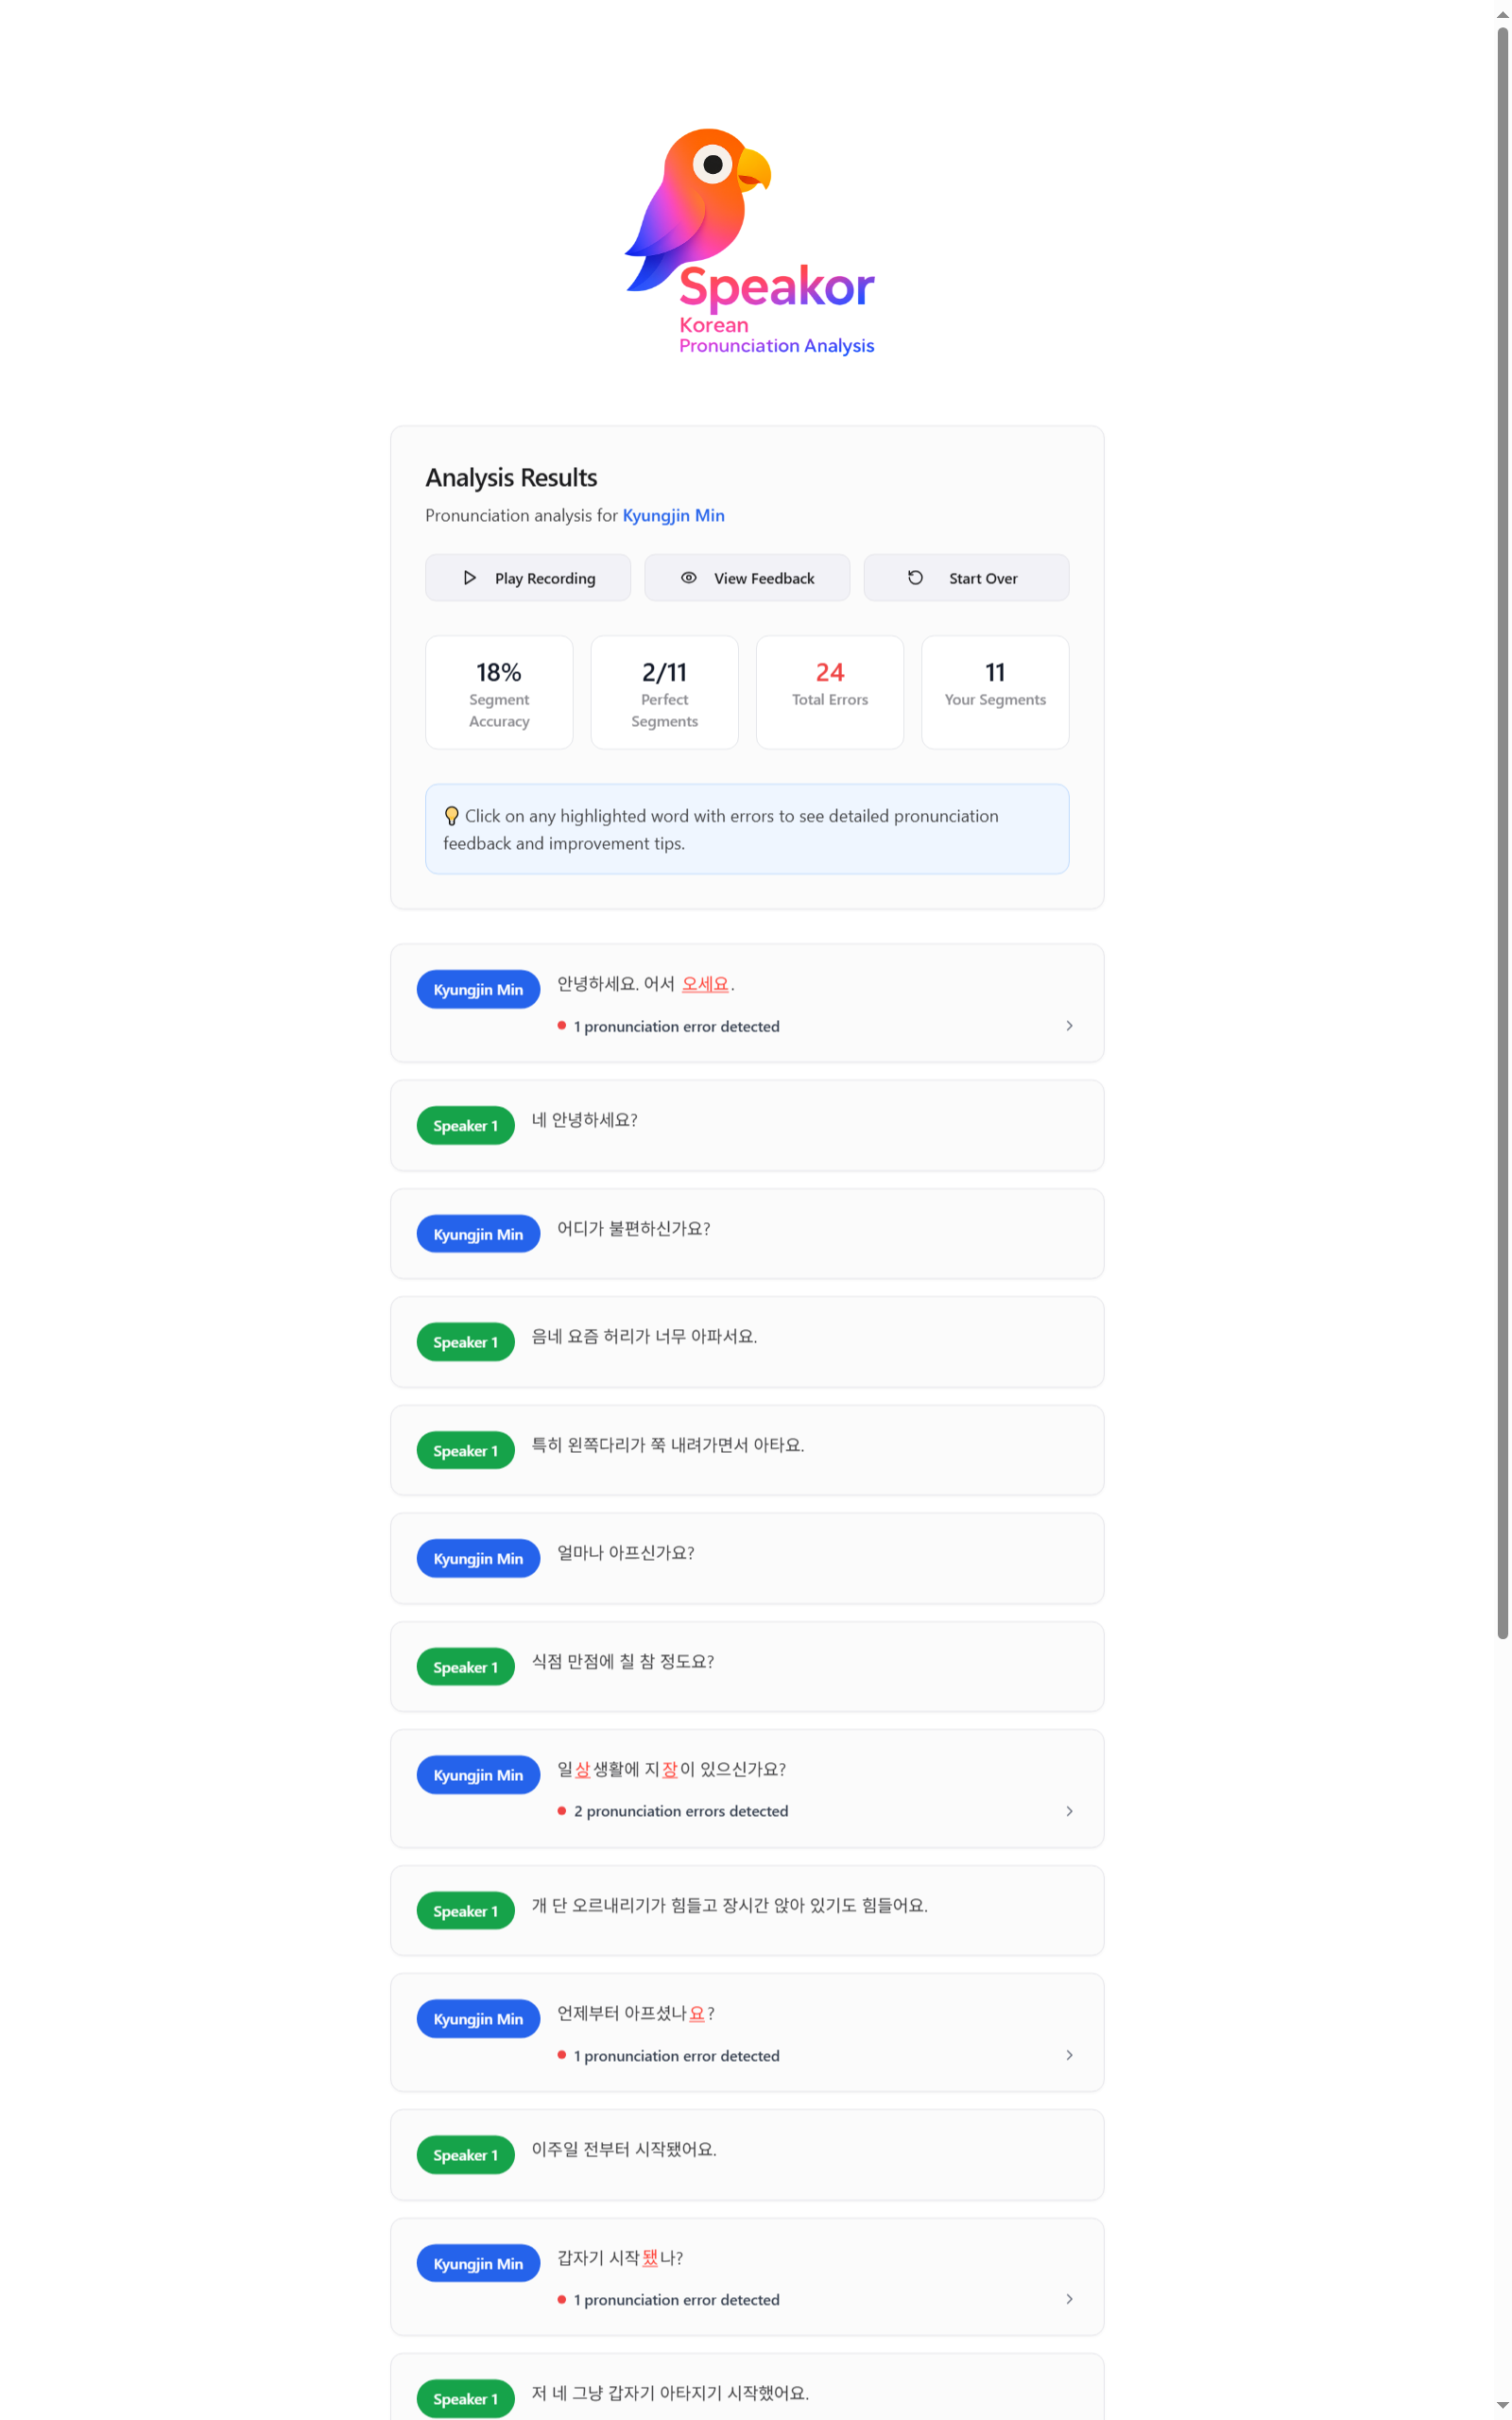 Speakor
Korean
Pronunciation Analysis
Analysis Results
Pronunciation analysis for Kyungjin Min
Play Recording
View Feedback
Start Over
18%
Segment
Accuracy
2/11
Perfect
Segments
24
Total Errors
11
Your Segments
Click on any highlighted word with errors to see detailed pronunciation
feedback and improvement tips.
Kyungjin Min
안녕하세요. 어서 오세요.
1 pronunciation error detected
Speaker 1
네 안녕하세요?
Kyungjin Min
어디가 불편하신가요?
Speaker 1
음네 요즘 허리가 너무 아파서요.
Speaker 1
특히 왼쪽다리가 쭉 내려가면서 아타요.
Kyungjin Min
얼마나 아프신가요?
Speaker 1
식점 만점에 칠 참 정도요?
Kyungjin Min
일상생활에 지장이 있으신가요?
2 pronunciation errors detected
Speaker 1
개 단 오르내리기가 힘들고 장시간 앉아 있기도 힘들어요.
Kyungjin Min
언제부터 아프셨나요?
1 pronunciation error detected
Speaker 1
이주일 전부터 시작됐어요.
Kyungjin Min
갑자기 시작됐나?
1 pronunciation error detected
Speaker 1
저 네 그냥 갑자기 아타지기 시작했어요.